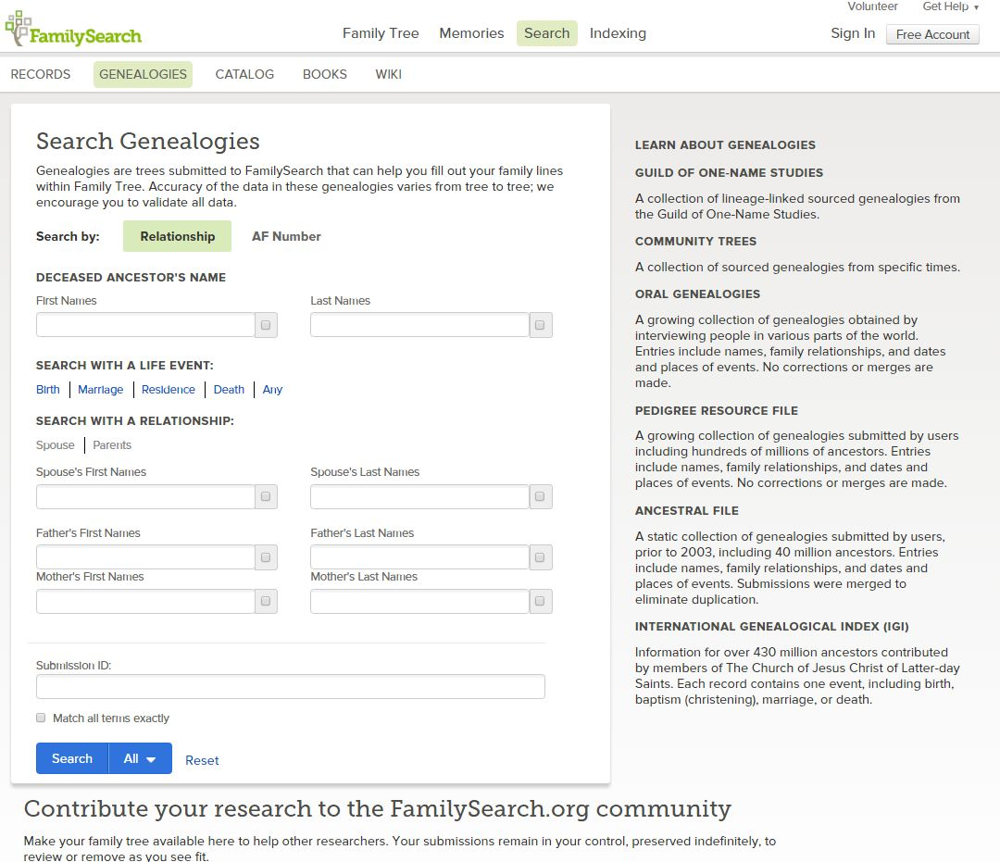 Volunteer Get Help
FamilySearch Family Tree Memories Search Indexing Sign In Free Account
RECORDS GENEALOGIES CATALOG BOOKS WIKI
Search Genealogies
Genealogies are trees submitted to FamilySearch that can help you fill out your family lines
within Family Tree. Accuracy of the data in these genealogies varies from tree to tree; we
encourage you to validate all data.
Search by: Relationship AF Number
DECEASED ANCESTOR'S NAME
First Names Last Names
SEARCH WITH A LIFE EVENT:
Birth Marriage Residence Death Any
SEARCH WITH A RELATIONSHIP:
Spouse Parents
Spouse's First Names Spouse's Last Names
Father's First Names Father's Last Names
Mother's First Names Mother's Last Names
Submission ID:
Match all terms exactly
Search All Reset
LEARN ABOUT GENEALOGIES
GUILD OF ONE-NAME STUDIES
A collection of lineage-linked sourced genealogies from
the Guild of One-Name Studies.
COMMUNITY TREES
A collection of sourced genealogies from specific times.
ORAL GENEALOGIES
A growing collection of genealogies obtained by
interviewing people in various parts of the world.
Entries include names, family relationships, and dates
and places of events. No corrections or merges are
made.
PEDIGREE RESOURCE FILE
A growing collection of genealogies submitted by users
including hundreds of millions of ancestors. Entries
include names, family relationships, and dates and
places of events. No corrections or merges are made.
ANCESTRAL FILE
A static collection of genealogies submitted by users,
prior to 2003, including 40 million ancestors. Entries
include names, family relationships, and dates and
places of events. Submissions were merged to
eliminate duplication.
INTERNATIONAL GENEALOGICAL INDEX (IGI)
Information for over 430 million ancestors contributed
by members of The Church of Jesus Christ of Latter-day
Saints. Each record contains one event, including birth,
baptism (christening), marriage, or death.
Contribute your research to the FamilySearch.org community
Make your family tree available here to help other researchers. Your submissions remain in your control, preserved indefinitely, to
review or remove as you see fit.